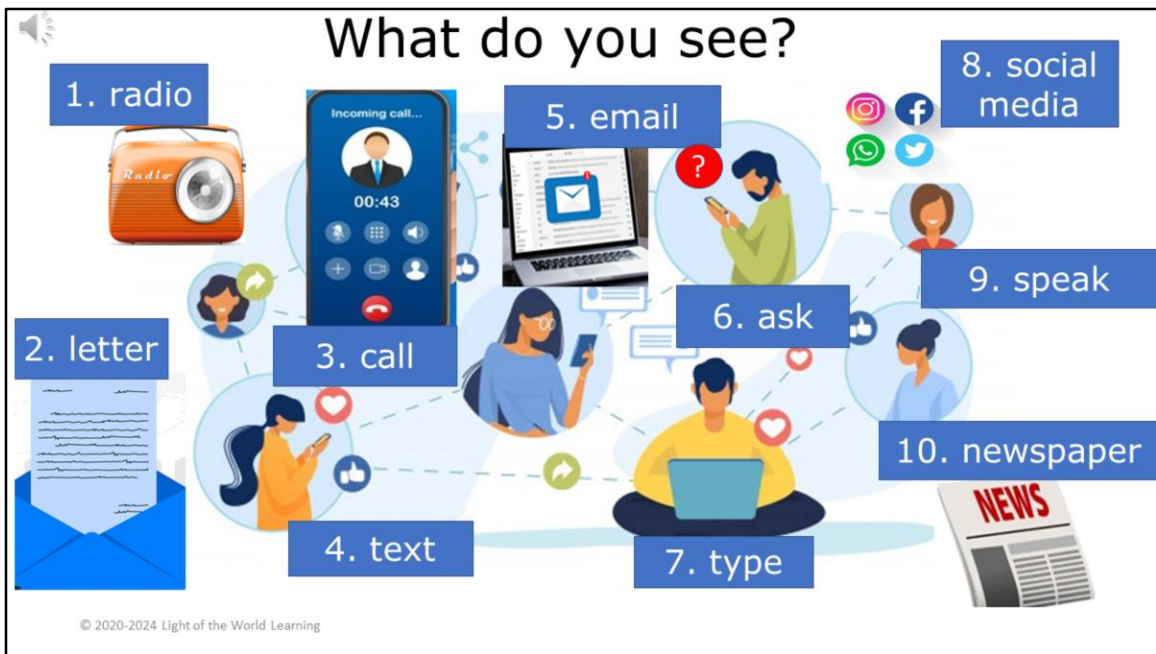 What do you see?
1. radio
Radio
2. letter
Incoming call...
00:43
3. call
4. text
5. email
?
6. ask
7. type
8. social
media
9. speak
10. newspaper
NEWS
© 2020-2024 Light of the World Learning